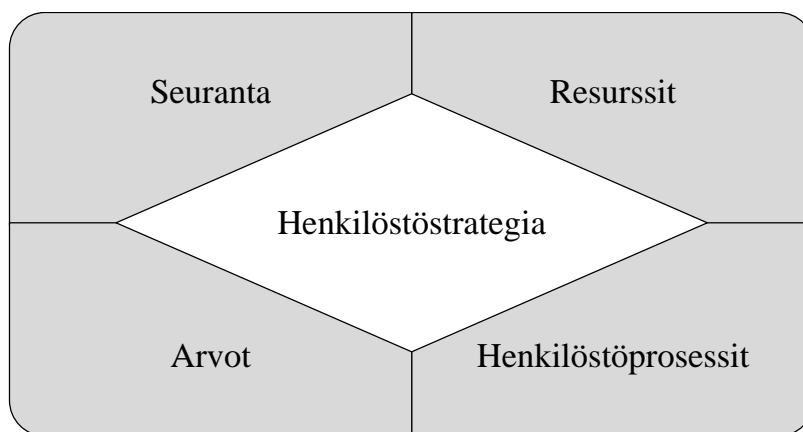 Seuranta
Resurssit
Henkilöstöstrategia
Arvot
Henkilöstöprosessit